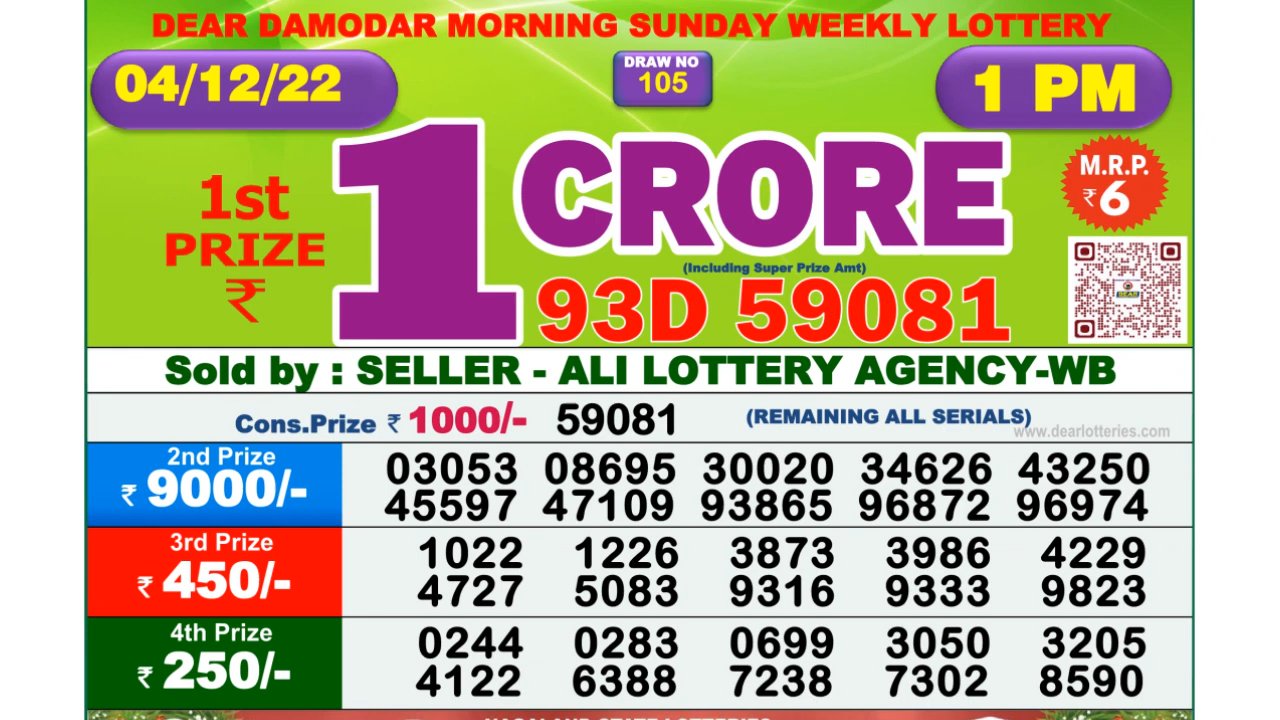 DEAR DAMODAR MORNING SUNDAY WEEKLY LOTTERY
04/12/22
DRAW NO
105
1 PM
1st
PRIZE
₹
1 CRORE
M.R.P.
₹ 6
(Including Super Prize Amt)
93D 59081
DEAR
Sold by : SELLER - ALI LOTTERY AGENCY-WB
Cons.Prize ₹ 1000/- 59081 (REMAINING ALL SERIALS)
www.dearlotteries.com
2nd Prize
₹ 9000/-
03053 08695 30020 34626 43250
45597 47109 93865 96872 96974
3rd Prize
₹ 450/-
1022 1226 3873 3986 4229
4727 5083 9316 9333 9823
4th Prize
₹ 250/-
0244 0283 0699 3050 3205
4122 6388 7238 7302 8590
NAGALAND STATE LOTTERIES